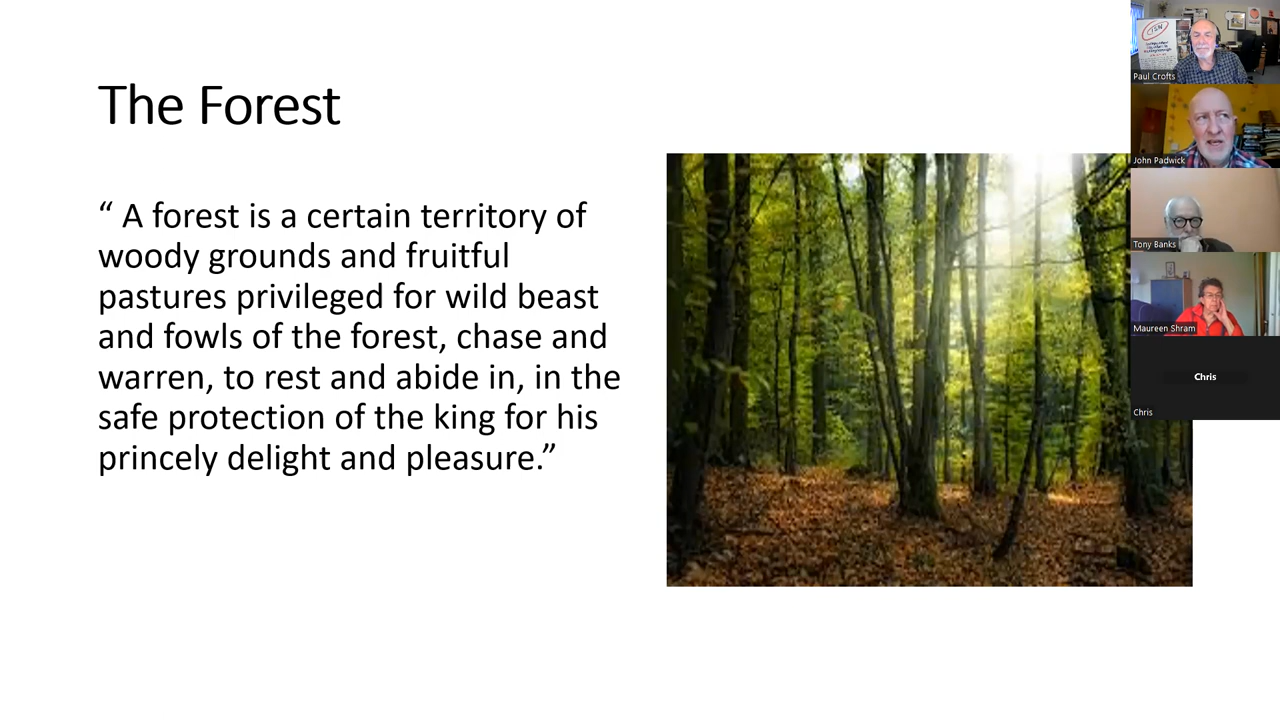 The Forest
“ A forest is a certain territory of
woody grounds and fruitful
pastures privileged for wild beast
and fowls of the forest, chase and
warren, to rest and abide in, in the
safe protection of the king for his
princely delight and pleasure.”
Paul Crofts
John Padwick
Tony Banks
Maureen Shram
Chris
Chris